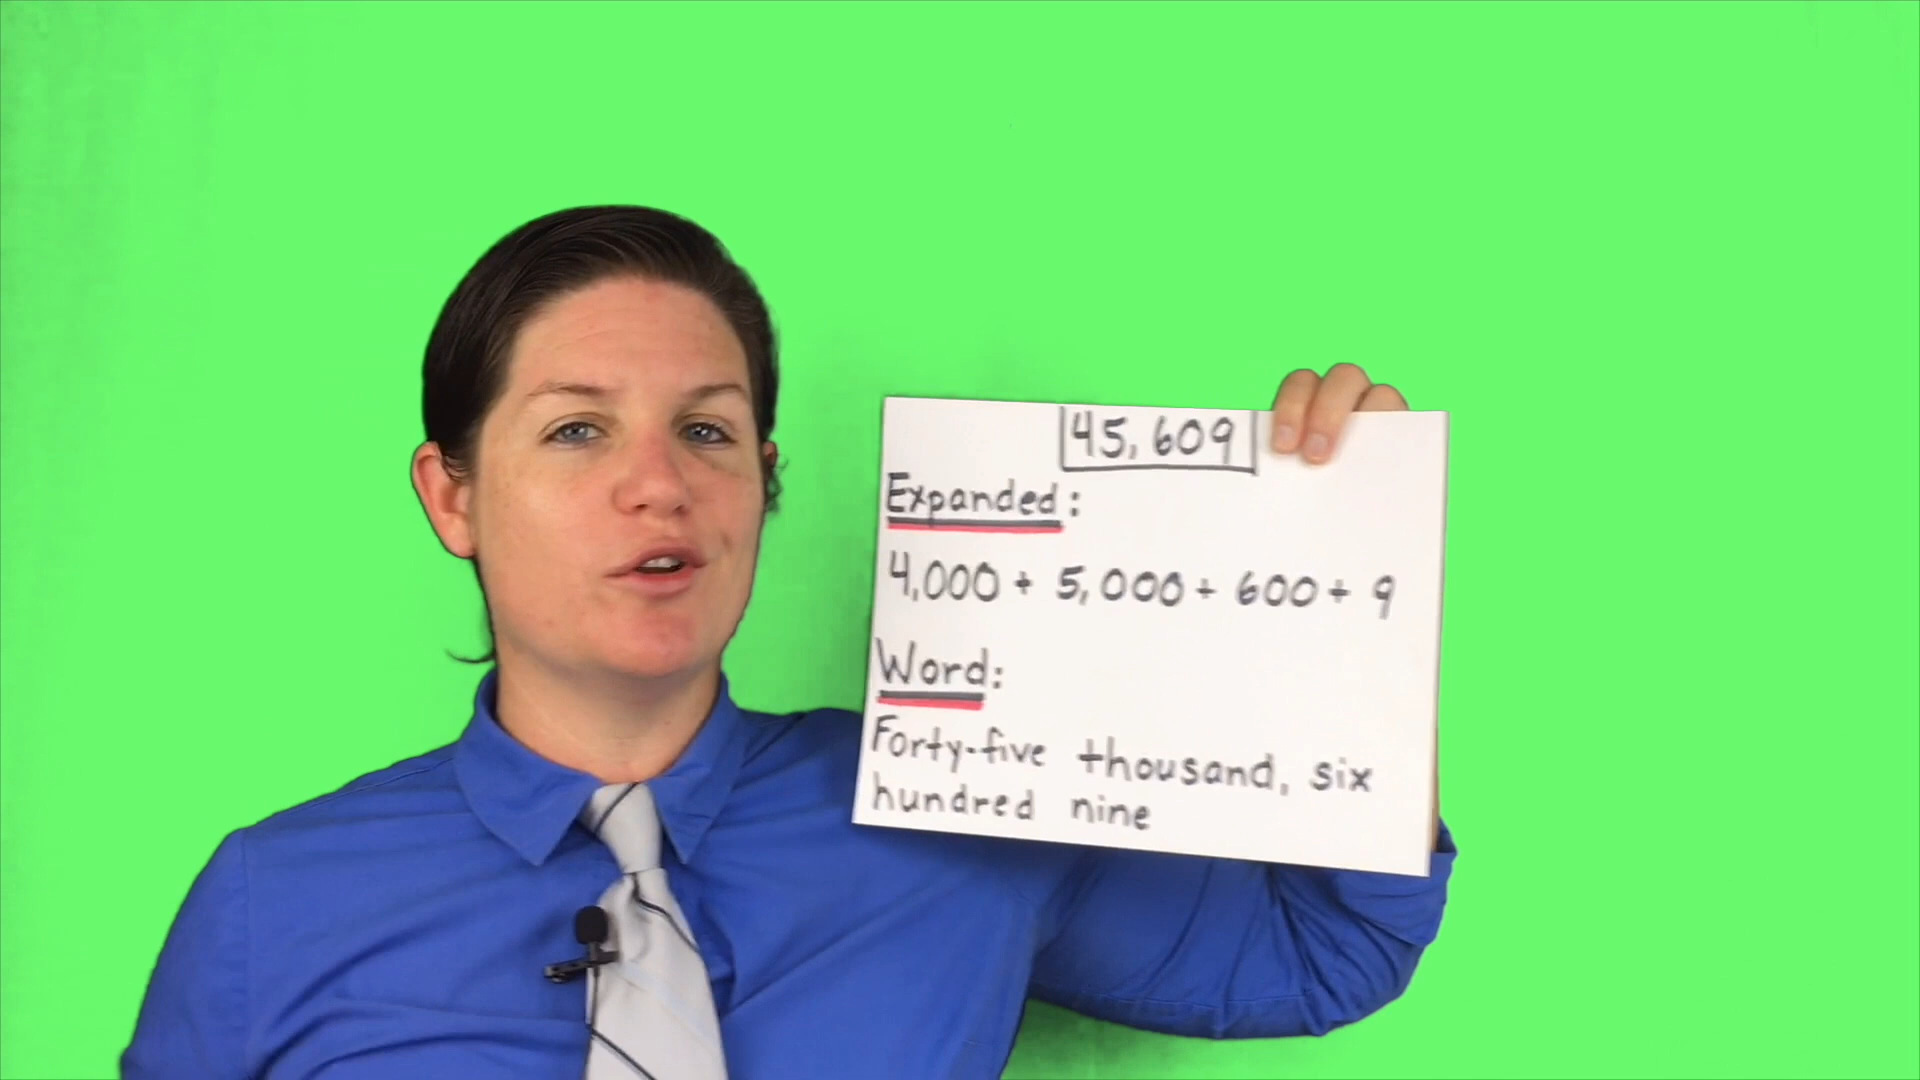 45,609
Expanded:
4,000 + 5,000 + 600 + 9
Word:
Forty-five thousand, six
hundred nine